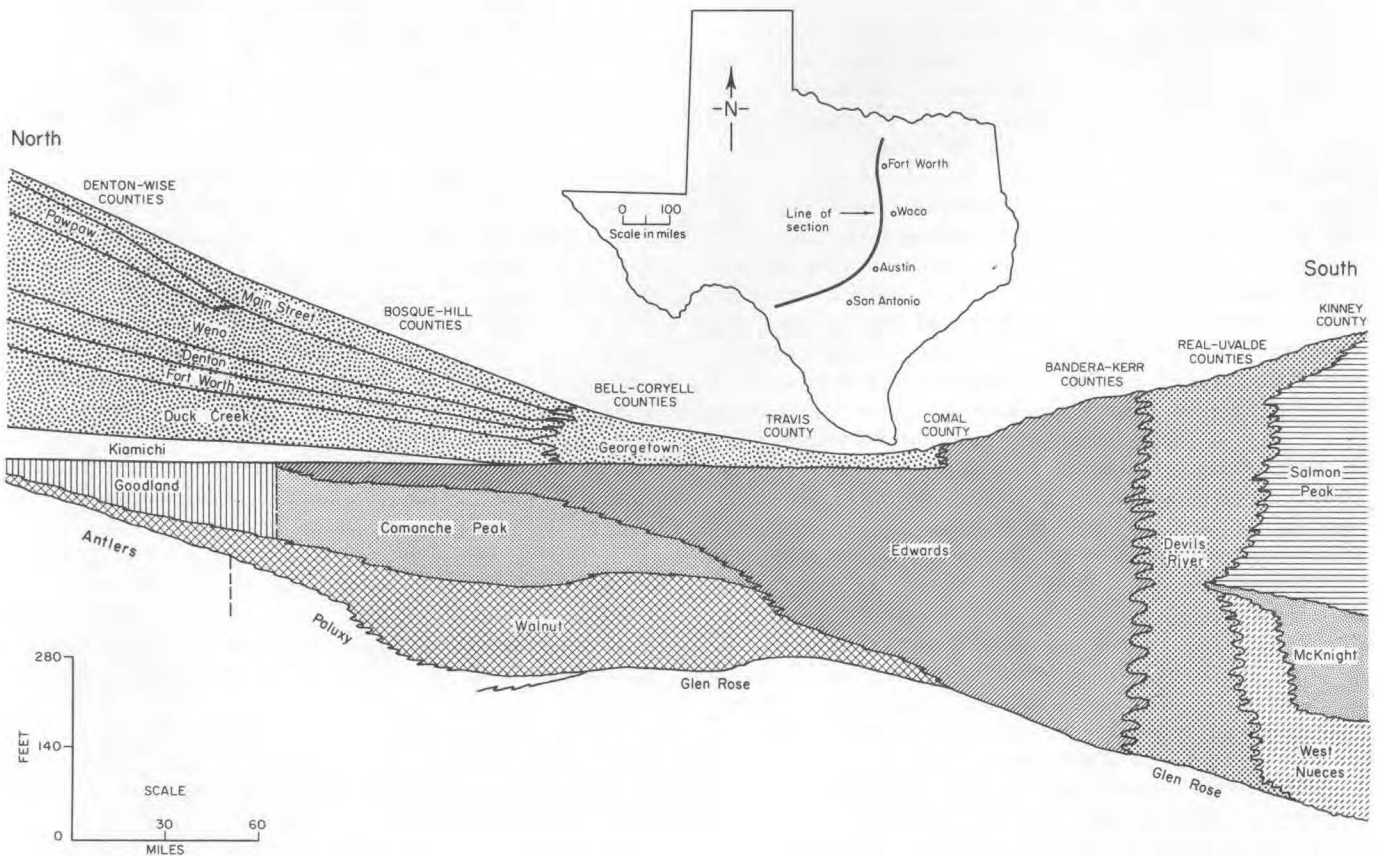 North
South
DENTON-WISE
COUNTIES
BOSQUE-HILL
COUNTIES
BELL-CORYELL
COUNTIES
TRAVIS
COUNTY
COMAL
COUNTY
BANDERA-KERR
COUNTIES
REAL-UVALDE
COUNTIES
KINNEY
COUNTY
-N-
Fort Worth
Waco
Austin
San Antonio
Line of
section
0 100
Scale in miles
Pawpaw
Main Street
Weno
Denton
Fort Worth
Duck Creek
Kiamichi
Goodland
Georgetown
Comanche Peak
Edwards
Devils
River
Salmon
Peak
McKnight
West
Nueces
Antlers
Paluxy
Walnut
Glen Rose
Glen Rose
280
140
0
FEET
SCALE
30 60
MILES